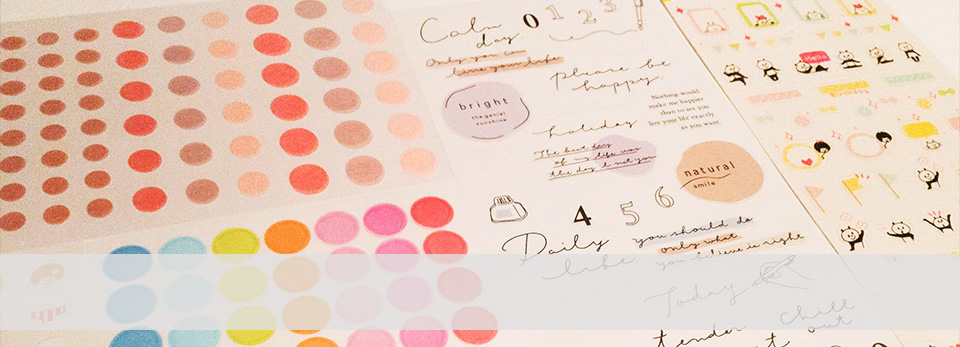 Calm
day
0 1 2 3
Only you can
live your life
please be
happy.
bright
the genial
sunshine
Nothing would
make me happier
than to see you
live your life exactly
as you want.
holiday
The best day
of my life was
the day I met you
natural
smile
4 5 6
Daily
life
you should do
only what
you believe is right
Today
tender
chill
out
Hello